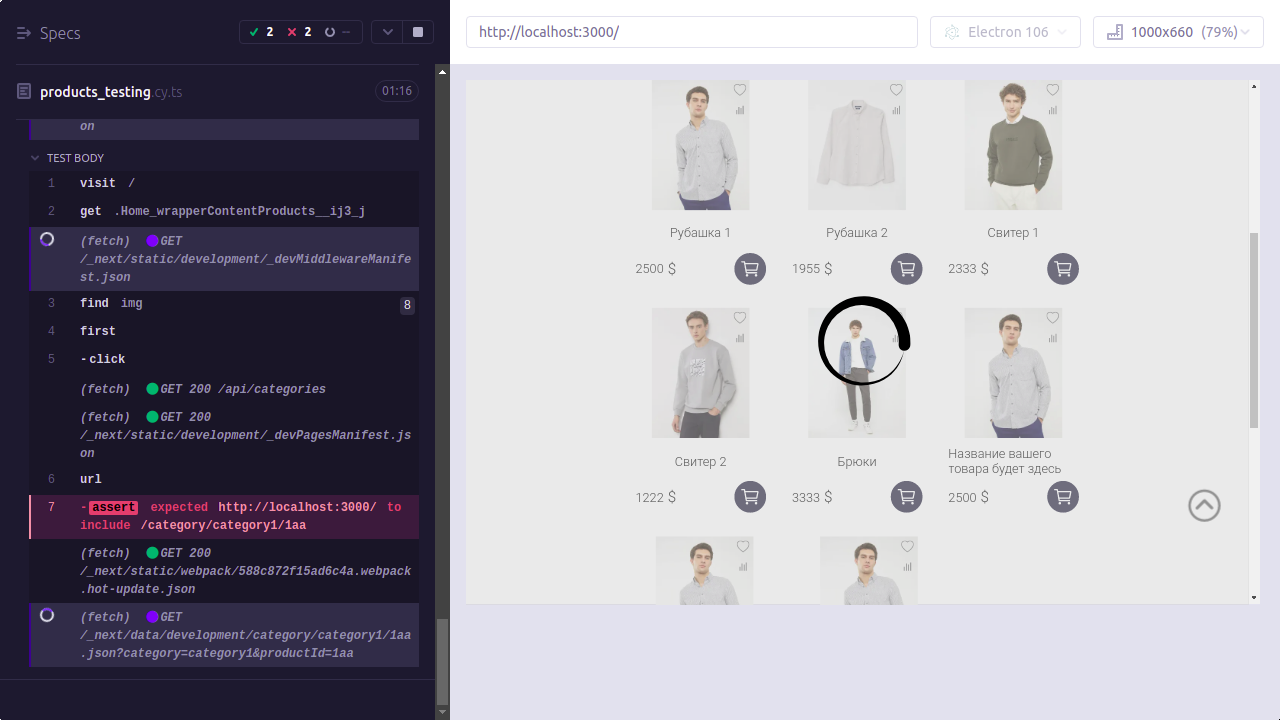 Specs
2
2
--
products_testing.cy.ts
01:16
on
TEST BODY
1 visit /
2 get .Home_wrapperContentProducts__ij3_j
(fetch) GET
/_next/static/development/_devMiddlewareManife
st.json
3 find img 8
4 first
5 -click
(fetch) GET 200 /api/categories
(fetch) GET 200
/_next/static/development/_devPagesManifest.js
on
6 url
7 -assert expected http://localhost:3000/ to
include /category/category1/1aa
(fetch) GET 200
/_next/static/webpack/588c872f15ad6c4a.webpack
.hot-update.json
(fetch) GET
/_next/data/development/category/category1/1aa
.json?category=category1&productId=1aa
http://localhost:3000/
Electron 106
1000x660 (79%)
Рубашка 1
Рубашка 2
Свитер 1
2500 $
1955 $
2333 $
Свитер 2
Брюки
Название вашего
товара будет здесь
1222 $
3333 $
2500 $